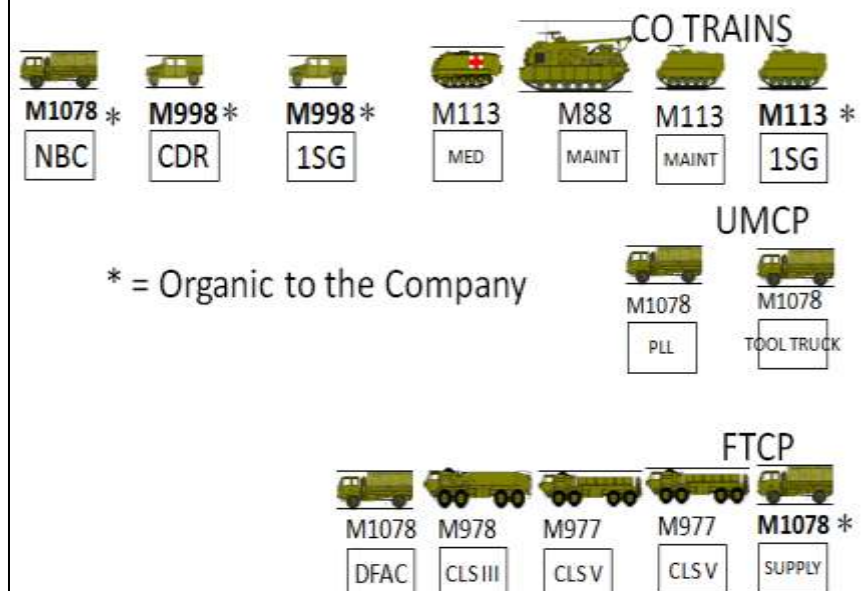 CO TRAINS
M1078 * M998 * M998 * M113 M88 M113 M113 *
NBC CDR 1SG MED MAINT MAINT 1SG
UMCP
* = Organic to the Company
M1078 M1078
PLL TOOL TRUCK
FTCP
M1078 M978 M977 M977 M1078 *
DFAC CLS III CLS V CLS V SUPPLY